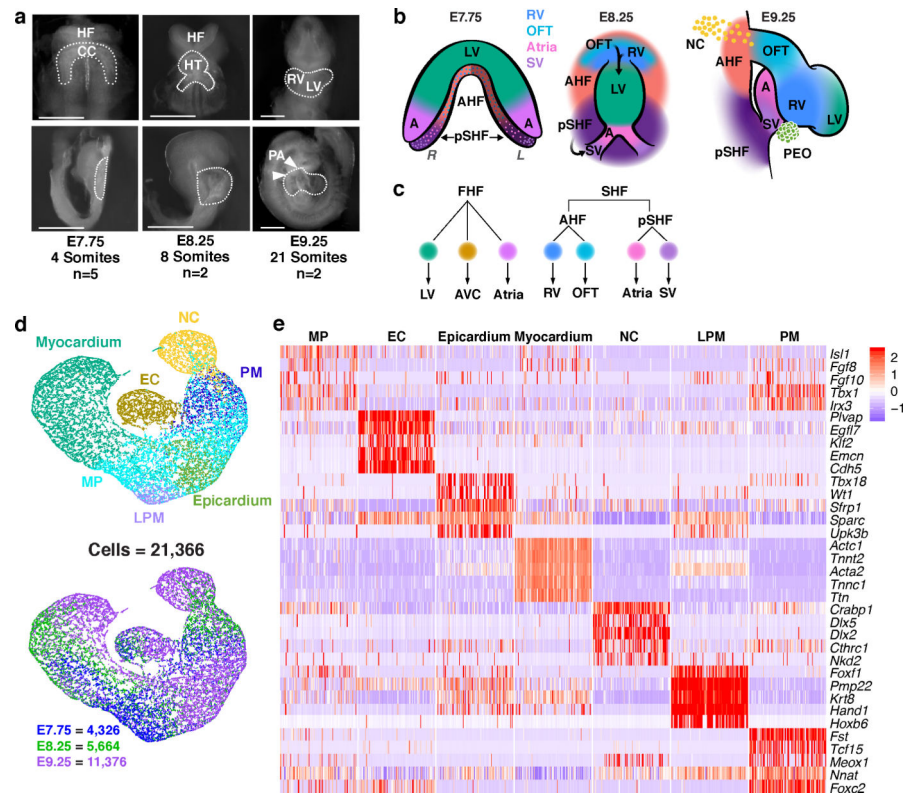 a
HF
CC
HF
HT
RV
LV
PA
E7.75
4 Somites
n=5
E8.25
8 Somites
n=2
E9.25
21 Somites
n=2
b
E7.75
RV
OFT
Atria
SV
E8.25
E9.25
LV
AHF
A
A
pSHF
R
L
OFT
RV
AHF
LV
pSHF
A
SV
NC
AHF
OFT
A
RV
SV
LV
pSHF
PEO
c
FHF
SHF
AHF
pSHF
LV
AVC
Atria
RV
OFT
Atria
SV
d
NC
Myocardium
EC
PM
MP
LPM
Epicardium
Cells = 21,366
E7.75 = 4,326
E8.25 = 5,664
E9.25 = 11,376
e
MP
EC
Epicardium
Myocardium
NC
LPM
PM
Isl1
Fgf8
Fgf10
Tbx1
Irx3
Plvap
Egfl7
Klf2
Emcn
Cdh5
Tbx18
Wt1
Sfrp1
Sparc
Upk3b
Actc1
Tnnt2
Acta2
Tnnc1
Ttn
Crabp1
Dlx5
Dlx2
Cthrc1
Nkd2
Foxf1
Pmp22
Krt8
Hand1
Hoxb6
Fst
Tcf15
Meox1
Nnat
Foxc2
2
1
0
−1